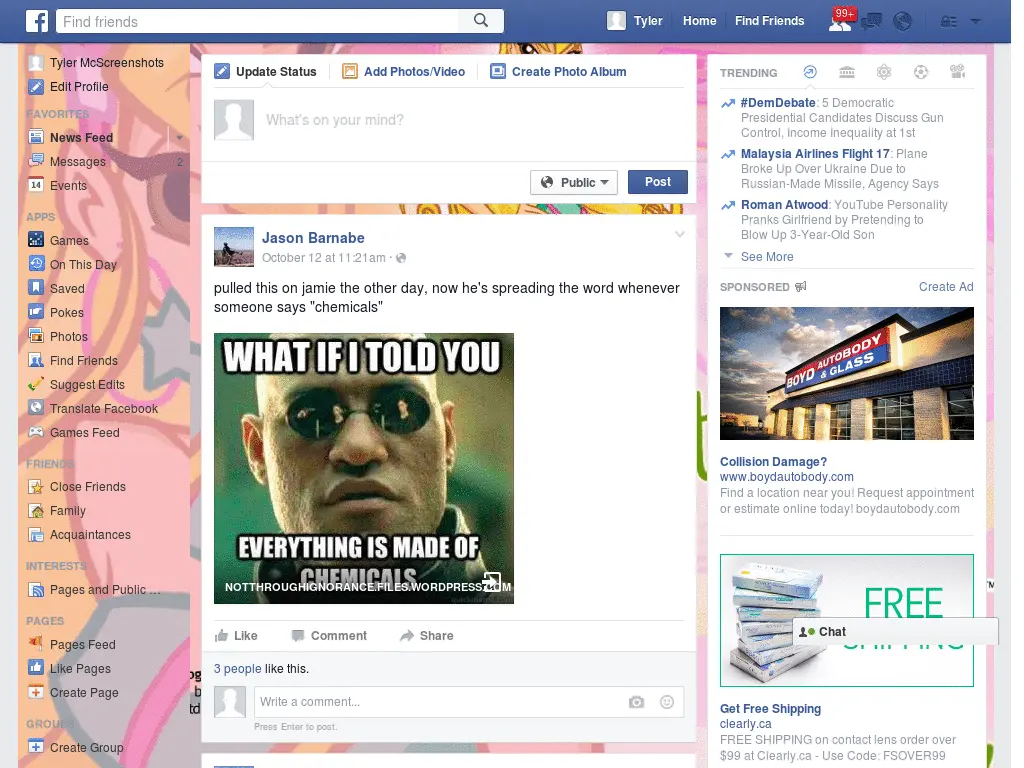 Find friends
Tyler
Home
Find Friends
99+
Tyler McScreenshots
Edit Profile
FAVORITES
News Feed
Messages
2
14
Events
APPS
Games
On This Day
Saved
Pokes
Photos
Find Friends
Suggest Edits
Translate Facebook
Games Feed
FRIENDS
Close Friends
Family
Acquaintances
INTERESTS
Pages and Public ...
PAGES
Pages Feed
Like Pages
Create Page
GROUPS
Create Group
Update Status
Add Photos/Video
Create Photo Album
What's on your mind?
Public
Post
Jason Barnabe
October 12 at 11:21am ·
pulled this on jamie the other day, now he's spreading the word whenever
someone says "chemicals"
WHAT IF I TOLD YOU
EVERYTHING IS MADE OF
CHEMICALS
NOTTHROUGHIGNORANCE.FILES.WORDPRESS.COM
Like
Comment
Share
3 people like this.
Write a comment...
Press Enter to post.
TRENDING
#DemDebate: 5 Democratic
Presidential Candidates Discuss Gun
Control, Income Inequality at 1st
Malaysia Airlines Flight 17: Plane
Broke Up Over Ukraine Due to
Russian-Made Missile, Agency Says
Roman Atwood: YouTube Personality
Pranks Girlfriend by Pretending to
Blow Up 3-Year-Old Son
See More
SPONSORED
Create Ad
BOYD AUTOBODY
& GLASS
Collision Damage?
www.boydautobody.com
Find a location near you! Request appointment
or estimate online today! boydautobody.com
FREE
SHIPPING
Chat
Get Free Shipping
clearly.ca
FREE SHIPPING on contact lens order over
$99 at Clearly.ca - Use Code: FSOVER99